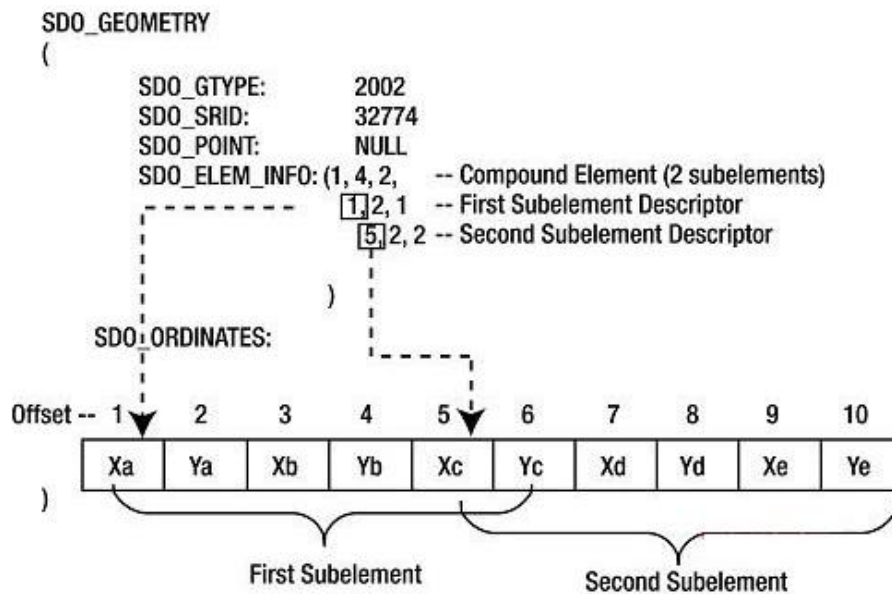 SDO_GEOMETRY
(
SDO_GTYPE: 2002
SDO_SRID: 32774
SDO_POINT: NULL
SDO_ELEM_INFO: (1, 4, 2, -- Compound Element (2 subelements)
1, 2, 1 -- First Subelement Descriptor
5, 2, 2 -- Second Subelement Descriptor
)
SDO_ORDINATES:
Offset -- 1 2 3 4 5 6 7 8 9 10
Xa Ya Xb Yb Xc Yc Xd Yd Xe Ye
)
First Subelement Second Subelement